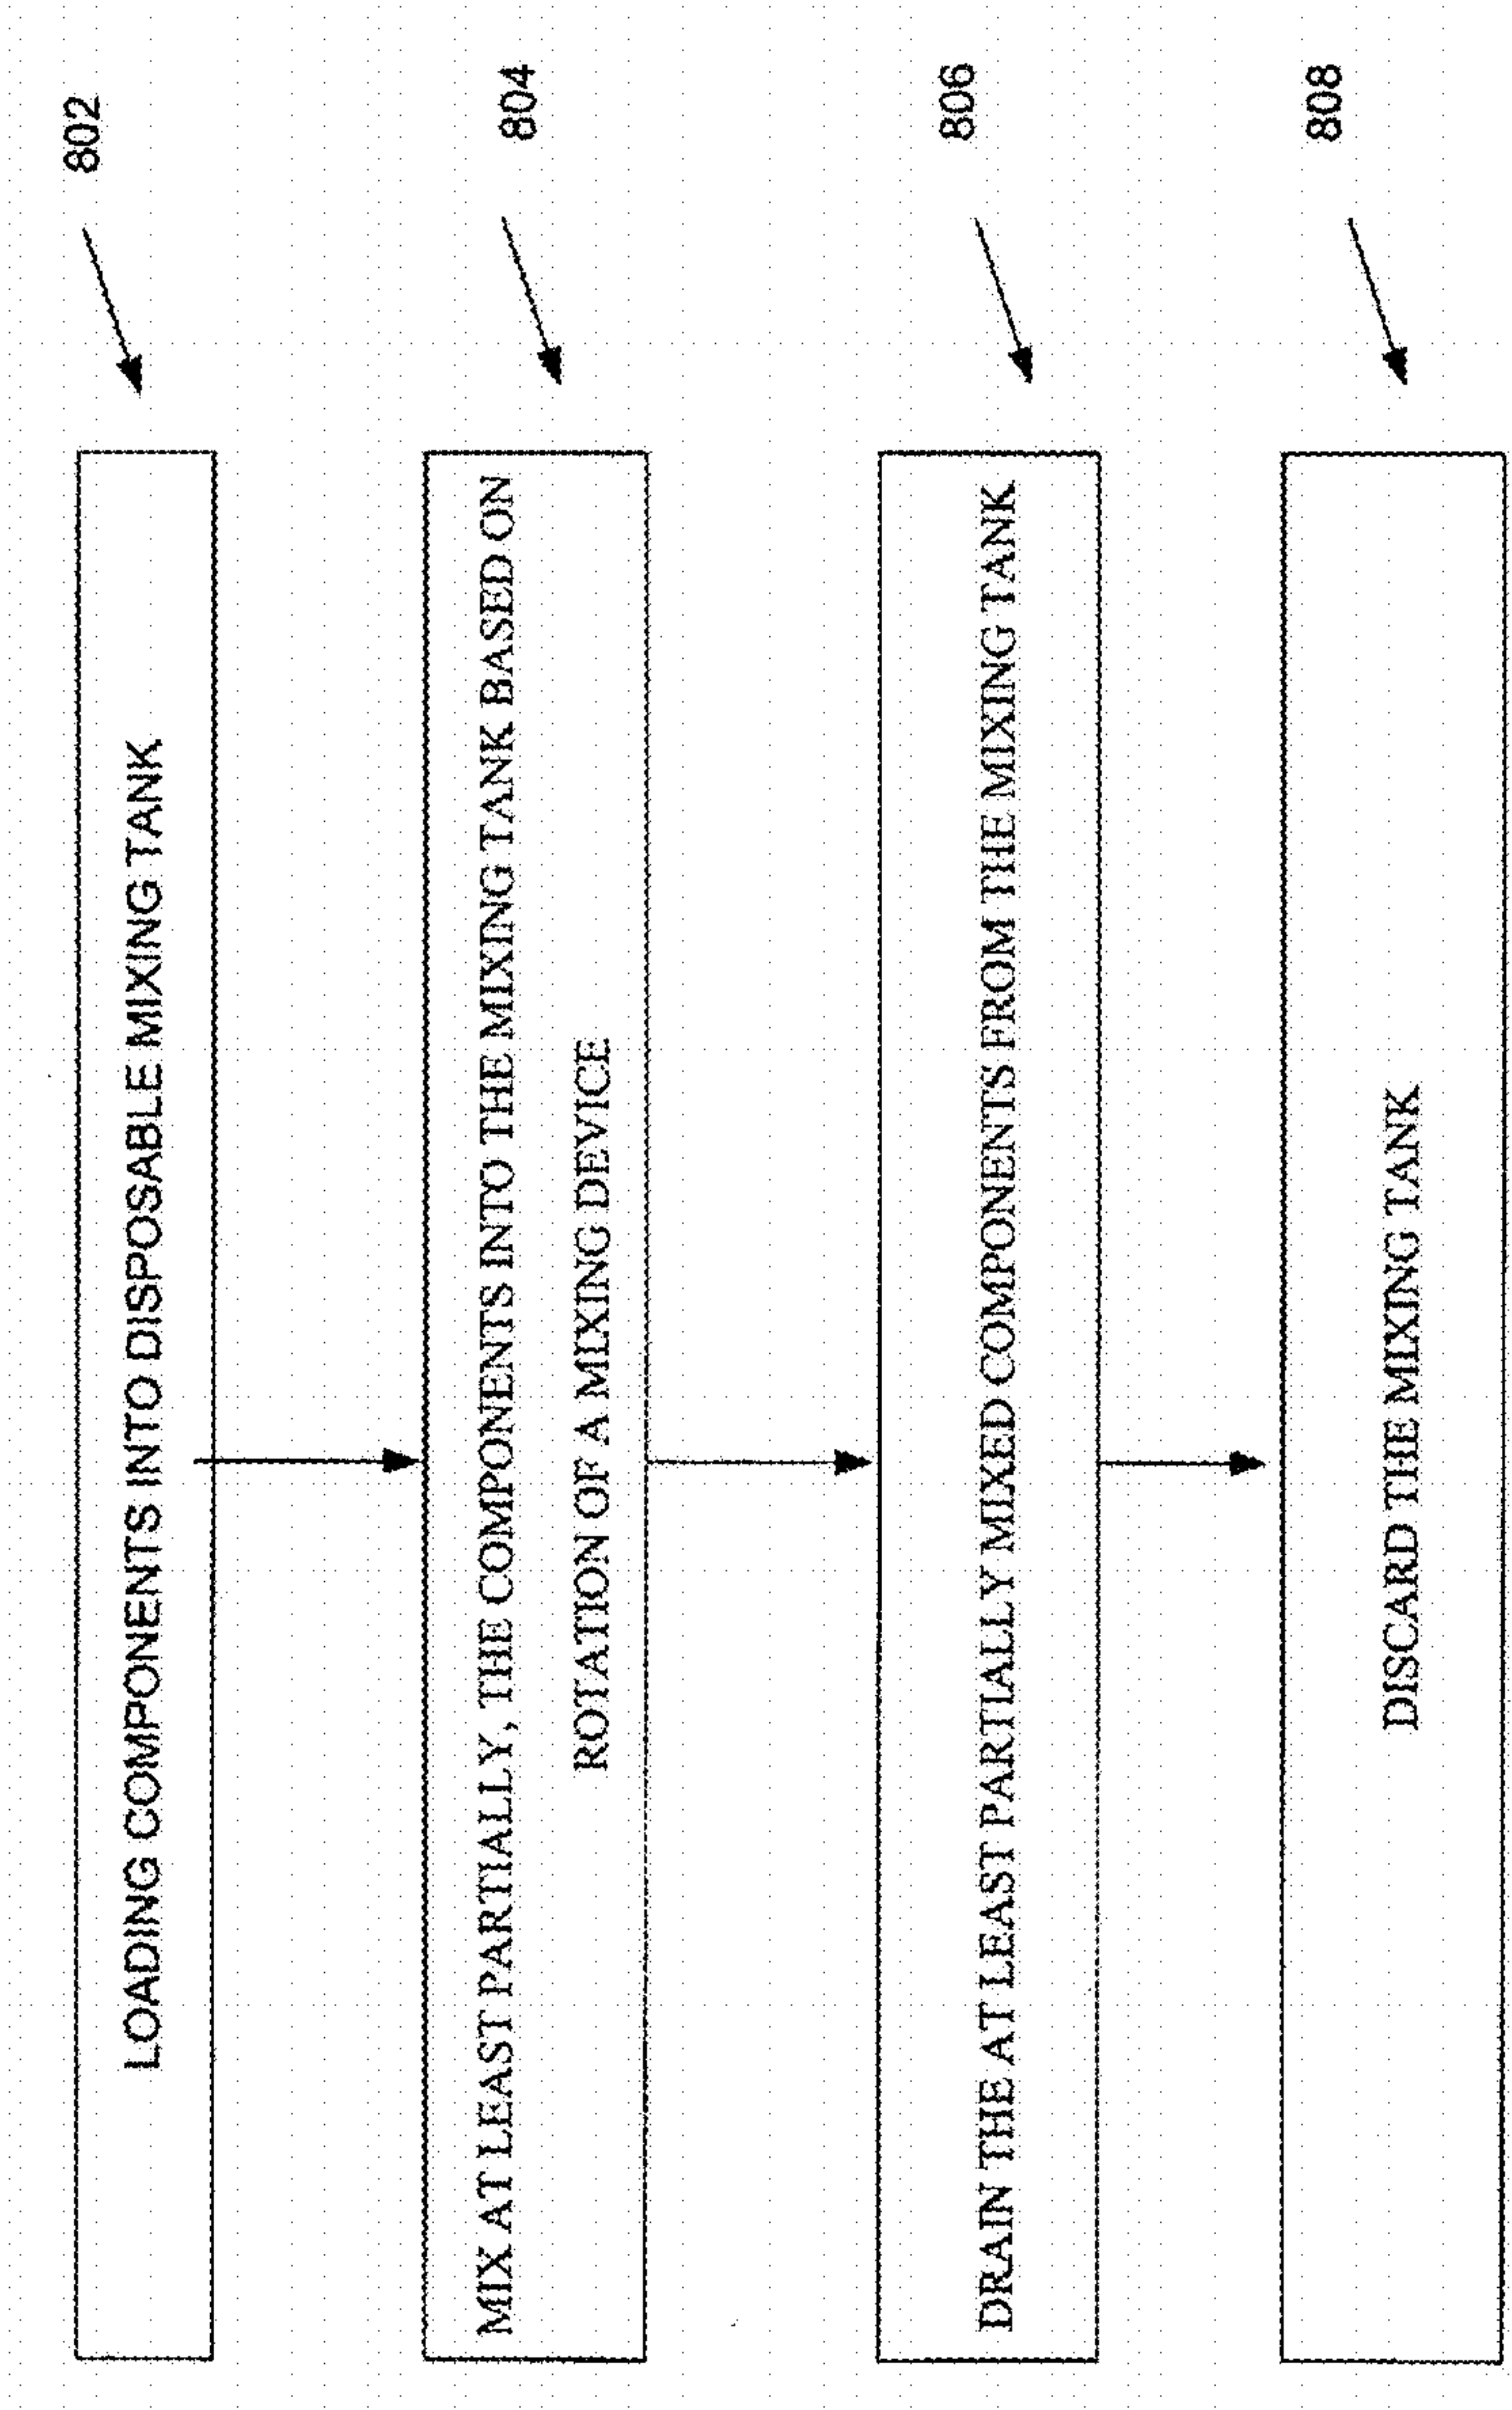 LOADING COMPONENTS INTO DISPOSABLE MIXING TANK
802
MIX AT LEAST PARTIALLY, THE COMPONENTS INTO THE MIXING TANK BASED ON
ROTATION OF A MIXING DEVICE
804
DRAIN THE AT LEAST PARTIALLY MIXED COMPONENTS FROM THE MIXING TANK
806
DISCARD THE MIXING TANK
808